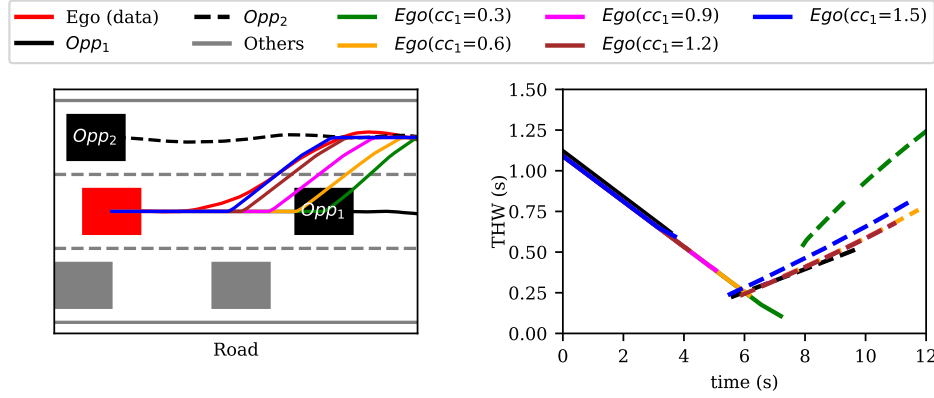 Ego (data) Opp₂ Ego(cc₁=0.3) Ego(cc₁=0.9) Ego(cc₁=1.5)
Opp₁ Others Ego(cc₁=0.6) Ego(cc₁=1.2)
Opp₂
Opp₁
Road
1.50
1.25
1.00
0.75
0.50
0.25
0.00
THW (s)
0 2 4 6 8 10 12
time (s)